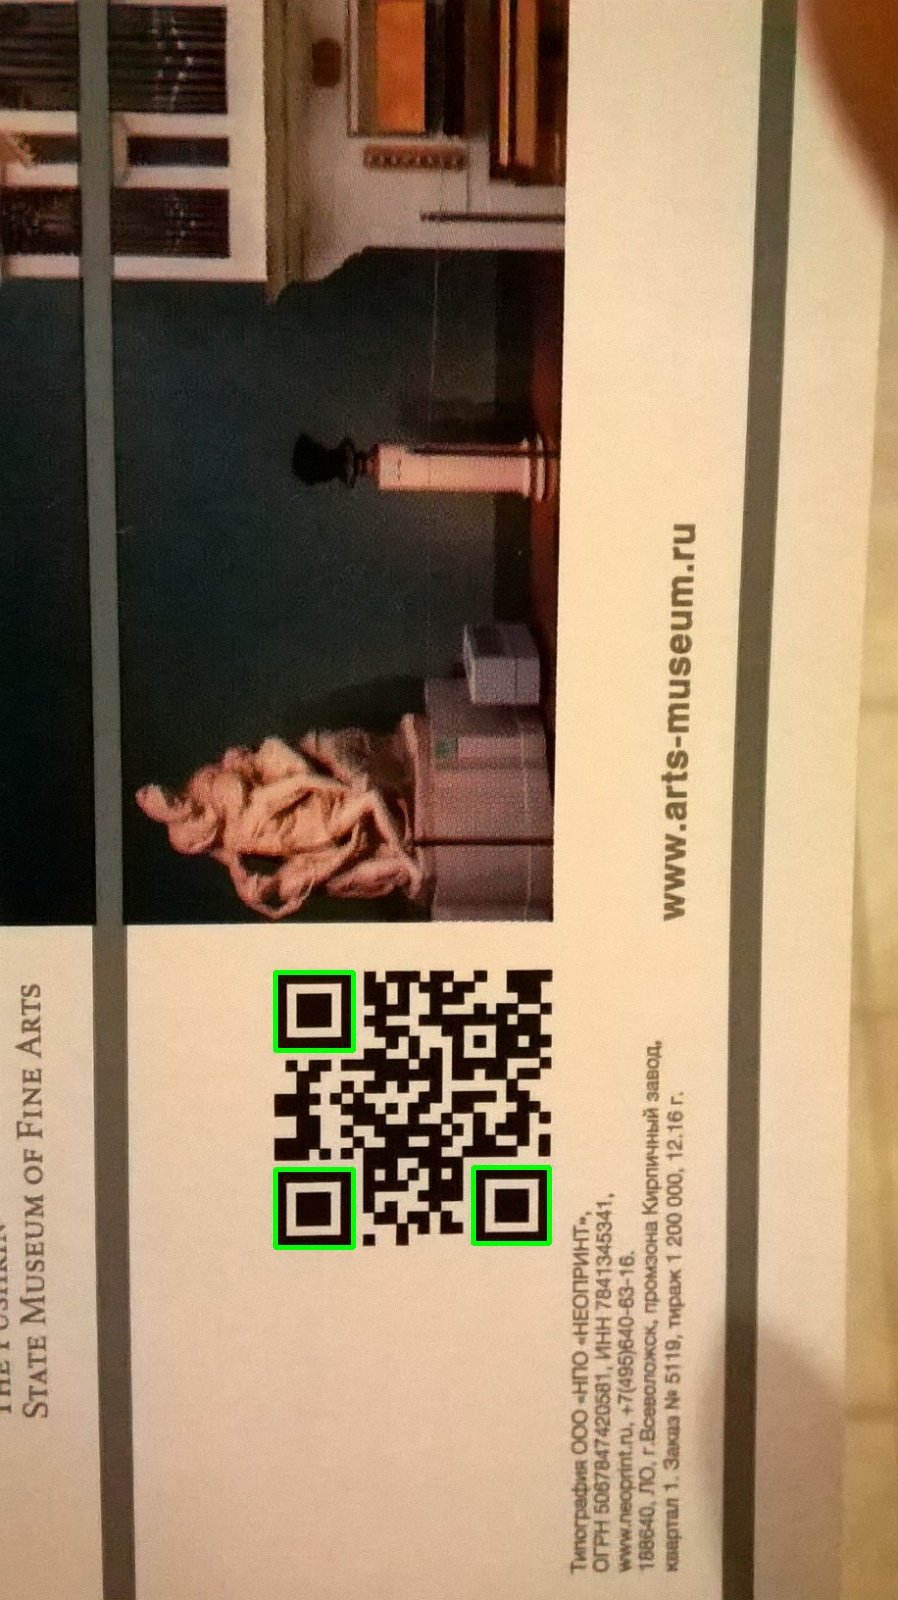 STATE MUSEUM OF FINE ARTS
www.arts-museum.ru
Типография ООО «НПО «НЕОПРИНТ»,
ОГРН 5067847420581, ИНН 7841345341,
www.neoprint.ru, +7(495)640-63-16.
188640, ЛО, г.Всеволожск, промзона Кирпичный завод,
квартал 1. Заказ № 5119, тираж 1 200 000, 12.16 г.